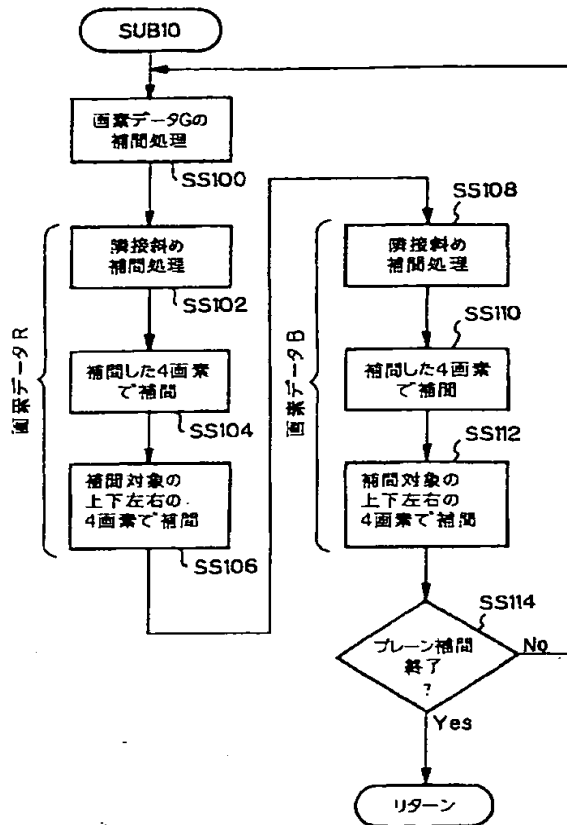 SUB10
画素データGの
補間処理
SS100
画素データR
隣接斜め
補間処理
SS102
補間した4画素
で補間
SS104
補間対象の
上下左右の
4画素で補間
SS106
画素データB
SS108
隣接斜め
補間処理
SS110
補間した4画素
で補間
SS112
補間対象の
上下左右の
4画素で補間
SS114
プレーン補間
終了
?
No
Yes
リターン